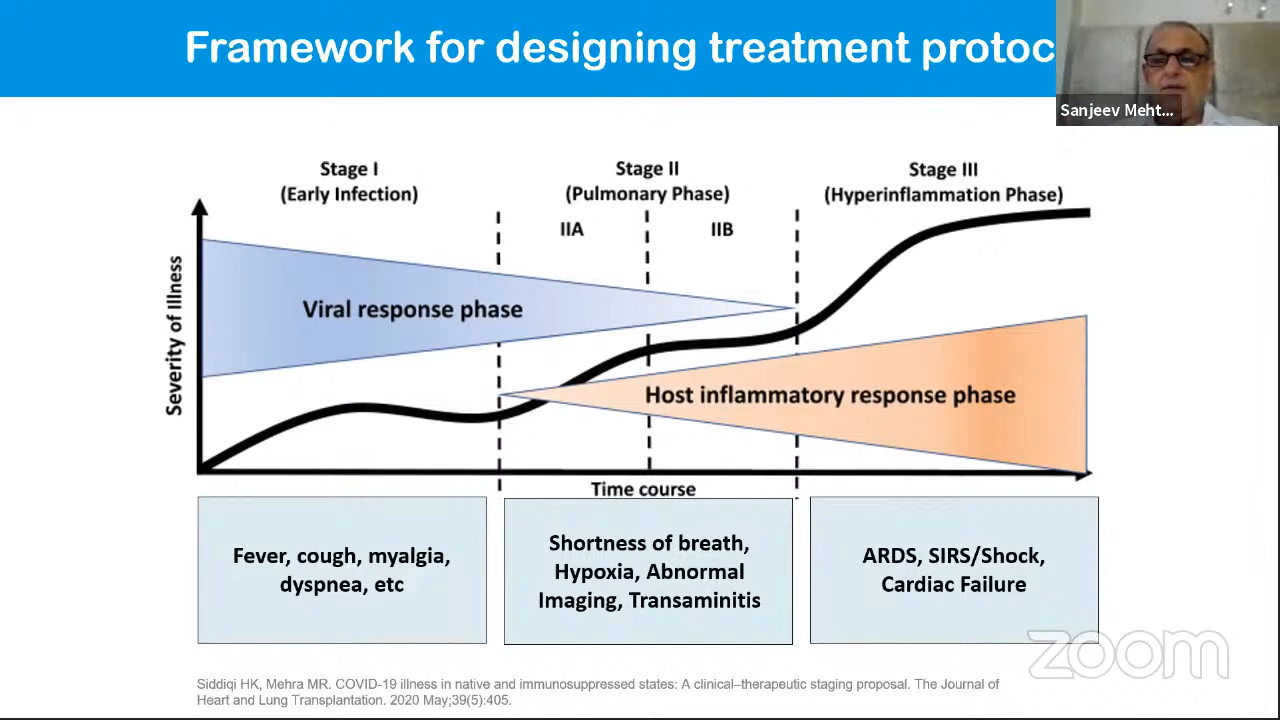 Framework for designing treatment protoc
Sanjeev Meht...
Stage I
(Early Infection)
Stage II
(Pulmonary Phase)
Stage III
(Hyperinflammation Phase)
IIA
IIB
Severity of Illness
Viral response phase
Host inflammatory response phase
Time course
Fever, cough, myalgia,
dyspnea, etc
Shortness of breath,
Hypoxia, Abnormal
Imaging, Transaminitis
ARDS, SIRS/Shock,
Cardiac Failure
zoom
Siddiqi HK, Mehra MR. COVID-19 illness in native and immunosuppressed states: A clinical–therapeutic staging proposal. The Journal of
Heart and Lung Transplantation. 2020 May;39(5):405.